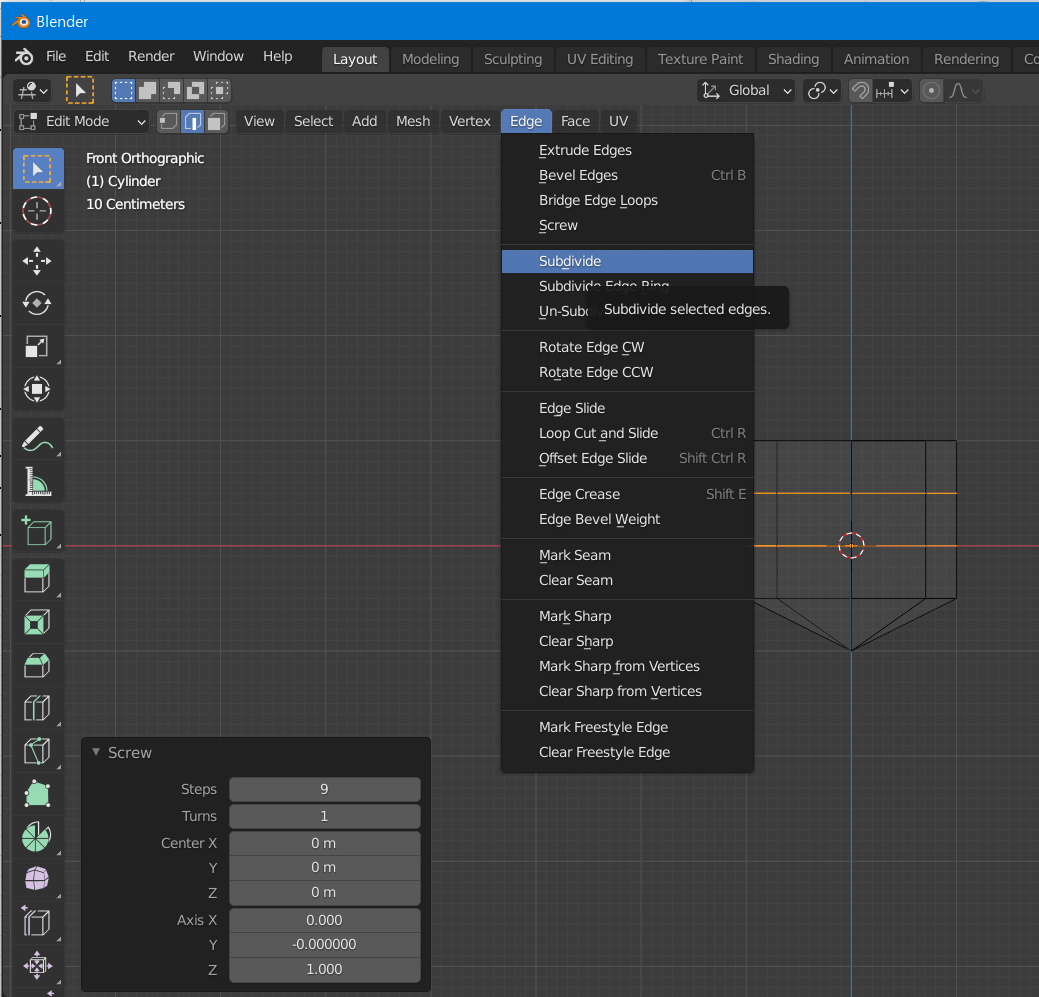 Blender
File Edit Render Window Help Layout Modeling Sculpting UV Editing Texture Paint Shading Animation Rendering Co
Global
Edit Mode View Select Add Mesh Vertex Edge Face UV
Front Orthographic
(1) Cylinder
10 Centimeters
Extrude Edges
Bevel Edges Ctrl B
Bridge Edge Loops
Screw
Subdivide
Subdivide Edge Ring
Un-Subdi
Subdivide selected edges.
Rotate Edge CW
Rotate Edge CCW
Edge Slide
Loop Cut and Slide Ctrl R
Offset Edge Slide Shift Ctrl R
Edge Crease Shift E
Edge Bevel Weight
Mark Seam
Clear Seam
Mark Sharp
Clear Sharp
Mark Sharp from Vertices
Clear Sharp from Vertices
Mark Freestyle Edge
Clear Freestyle Edge
Screw
Steps 9
Turns 1
Center X 0 m
Y 0 m
Z 0 m
Axis X 0.000
Y -0.000000
Z 1.000